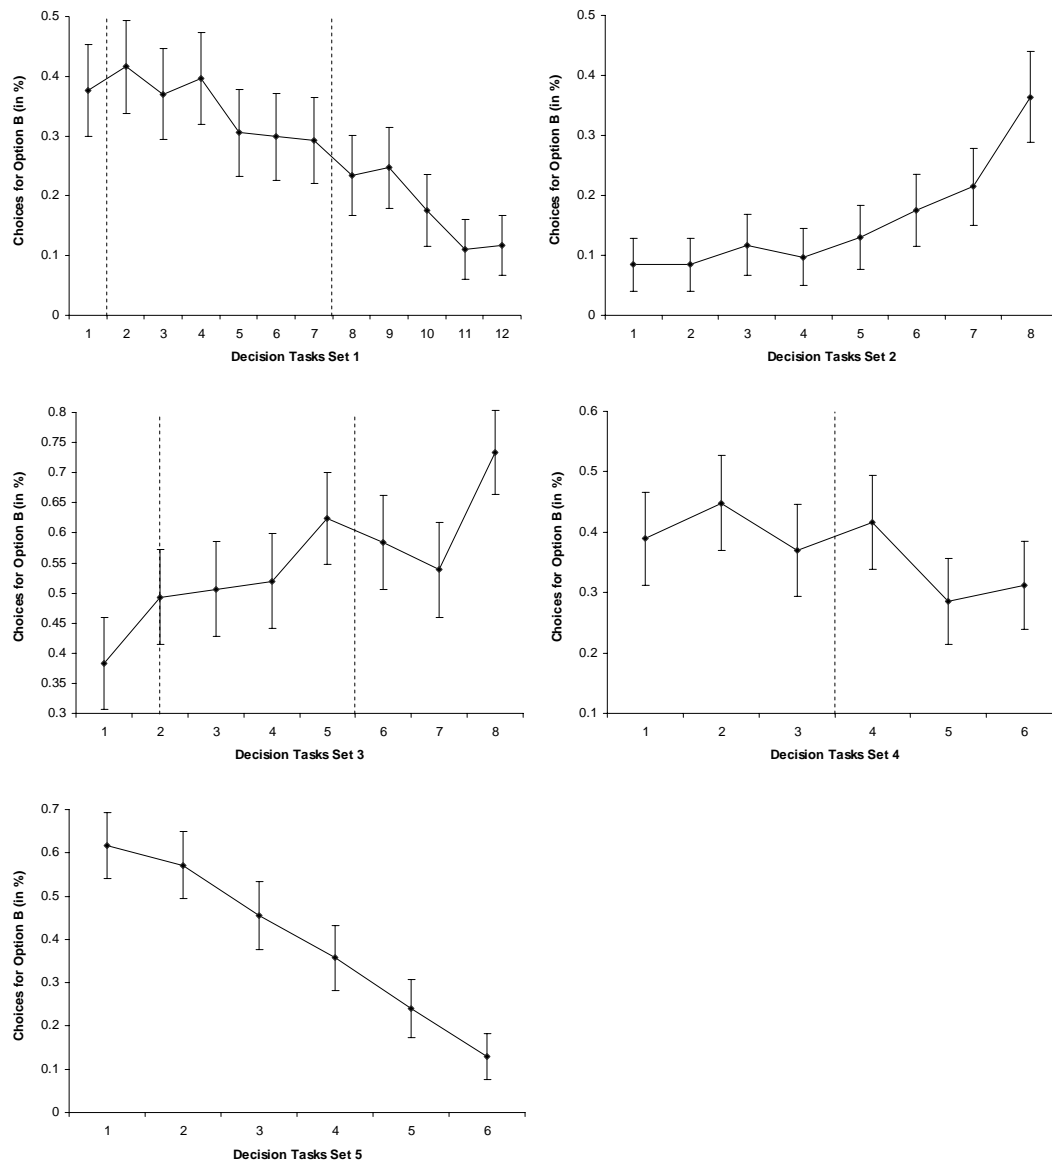 0.5
0.4
0.3
0.2
0.1
0
Choices for Option B (in %)
1 2 3 4 5 6 7 8 9 10 11 12
Decision Tasks Set 1
0.5
0.4
0.3
0.2
0.1
0
Choices for Option B (in %)
1 2 3 4 5 6 7 8
Decision Tasks Set 2
0.8
0.75
0.7
0.65
0.6
0.55
0.5
0.45
0.4
0.35
0.3
Choices for Option B (in %)
1 2 3 4 5 6 7 8
Decision Tasks Set 3
0.6
0.5
0.4
0.3
0.2
0.1
Choices for Option B (in %)
1 2 3 4 5 6
Decision Tasks Set 4
0.7
0.6
0.5
0.4
0.3
0.2
0.1
0
Choices for Option B (in %)
1 2 3 4 5 6
Decision Tasks Set 5